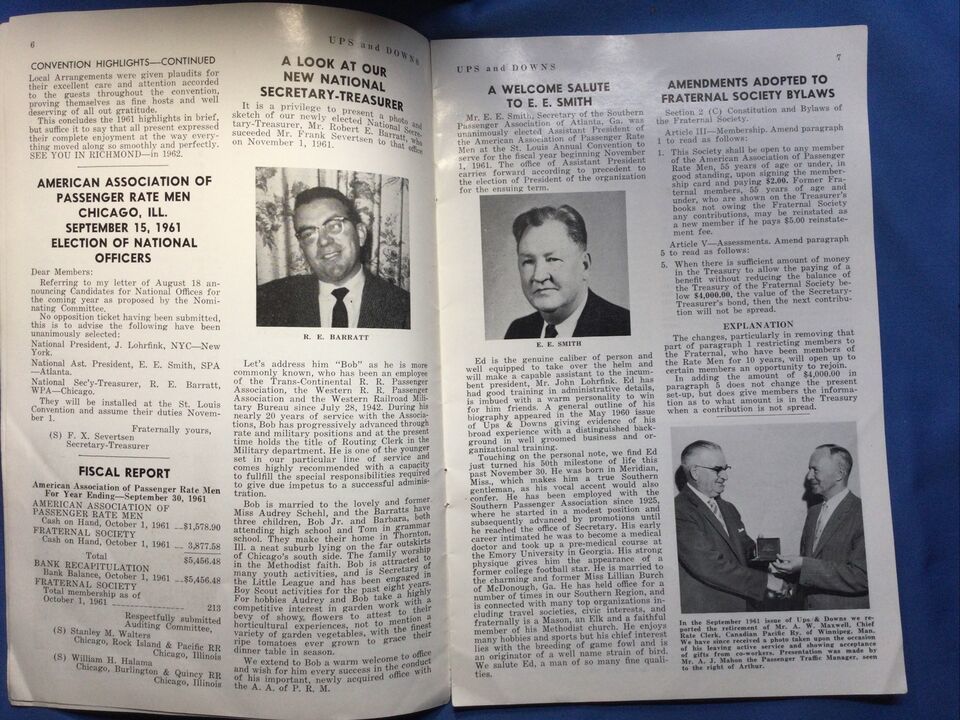 6
UPS and DOWNS
CONVENTION HIGHLIGHTS—CONTINUED
Local Arrangements were given plaudits for
their excellent care and attention accorded
to the guests throughout the convention,
proving themselves as fine hosts and well
deserving of all out gratitude.
This concludes the 1961 highlights in brief,
but suffice it to say that all present expressed
their complete enjoyment at the way every-
thing moved along so smoothly and perfectly.
SEE YOU IN RICHMOND—in 1962.
AMERICAN ASSOCIATION OF
PASSENGER RATE MEN
CHICAGO, ILL.
SEPTEMBER 15, 1961
ELECTION OF NATIONAL
OFFICERS
Dear Members:
Referring to my letter of August 18 an-
nouncing Candidates for National Offices for
the coming year as proposed by the Nomi-
nating Committee.
No opposition ticket having been submitted,
this is to advise the following have been
unanimously selected:
National President, J. Lohrfink, NYC—New
York.
National Ast. President, E. E. Smith, SPA
—Atlanta.
National Sec'y-Treasurer, R. E. Barratt,
WPA—Chicago.
They will be installed at the St. Louis
Convention and assume their duties Novem-
ber 1.
Fraternally yours,
(S) F. X. Severtsen
Secretary-Treasurer
FISCAL REPORT
American Association of Passenger Rate Men
For Year Ending—September 30, 1961
AMERICAN ASSOCIATION OF
PASSENGER RATE MEN
Cash on Hand, October 1, 1961 $1,578.90
FRATERNAL SOCIETY
Cash on Hand, October 1, 1961 3,877.58
Total $5,456.48
BANK RECAPITULATION
Bank Balance, October 1, 1961 $5,456.48
FRATERNAL SOCIETY
Total membership as of
October 1, 1961 213
Respectfully submitted
Auditing Committee,
(S) Stanley M. Walters
Chicago, Rock Island & Pacific RR
Chicago, Illinois
(S) William H. Halama
Chicago, Burlington & Quincy RR
Chicago, Illinois
A LOOK AT OUR
NEW NATIONAL
SECRETARY-TREASURER
It is a privilege to present a photo and
sketch of our newly elected National Secre-
tary-Treasurer, Mr. Robert E. Barratt, who
succeded Mr. Frank Severtsen to that office
on November 1, 1961.
R. E. BARRATT
Let's address him "Bob" as he is more
commonly known, who has been an employee
of the Trans-Continental R. R. Passenger
Association, the Western R. R. Passenger
Association and the Western Railroad Mili-
tary Bureau since July 28, 1942. During his
nearly 20 years of service with the Associa-
tions, Bob has progressively advanced through
rate and military positions and at the present
time holds the title of Routing Clerk in the
Military department. He is one of the younger
set in our particular line of service and
comes highly recommended with a capacity
to fulfill the special responsibilities required
to give due impetus to a successful adminis-
tration.
Bob is married to the lovely and former
Miss Audrey Schehl, and the Barratts have
three children, Bob Jr. and Barbara, both
attending high school and Tom in grammar
school. They make their home in Thornton,
Ill. a neat suburb lying on the far outskirts
of Chicago's south side. The family worship
in the Methodist faith. Bob is attracted to
many youth activities, and is Secretary of
the Little League and has been engaged in
Boy Scout activities for the past eight years.
For hobbies Audrey and Bob take a highly
competitive interest in garden work with a
bevy of showy, flowers to attest to their
horticultural experiences, not to mention a
variety of garden vegetables, with the finest
ripe tomatoes ever grown to grace their
dinner table in season.
We extend to Bob a warm welcome to office
and wish for him every success in the conduct
of his important, newly acquired office with
the A. A. of P. R. M.
UPS and DOWNS
7
A WELCOME SALUTE
TO E. E. SMITH
Mr. E. E. Smith, Secretary of the Southern
Passenger Association of Atlanta, Ga. was
unanimously elected Assistant President of
the American Association of Passenger Rate
Men at the St. Louis Annual Convention to
serve for the fiscal year beginning November
1, 1961. The office of Assistant President
carries forward according to precedent to
the election of President of the organization
for the ensuing term.
E. E. SMITH
Ed is the genuine caliber of person and
well equipped to take over the helm and
will make a capable assistant to the incum-
bent president, Mr. John Lohrfink. Ed has
had good training in administrative details,
is imbued with a warm personality to win
for him friends. A general outline of his
biography appeared in the May 1960 issue
of Ups & Downs giving evidence of his
broad experience with a distinguished back-
ground in well groomed business and or-
ganizational training.
Touching on the personal note, we find Ed
just turned his 50th milestone of life this
past November 30. He was born in Meridian,
Miss., which makes him a true Southern
gentleman, as his vocal accent would also
confer. He has been employed with the
Southern Passenger Association since 1925,
where he started in a modest position and
subsequently advanced by promotions until
he reached the office of Secretary. His early
career intimated he was to become a medical
doctor and took up a pre-medical course at
the Emory University in Georgia. His strong
physique gives him the appearance of a
former college football star. He is married to
the charming and former Miss Lillian Burch
of McDonough, Ga. He has held office for a
number of times in our Southern Region, and
is connected with many top organizations in-
cluding travel societies, civic interests, and
fraternally is a Mason, an Elk and a faithful
member of his Methodist church. He enjoys
many hobbies and sports but his chief interest
lies with the breeding of game fowl and is
an originator of a well name strain of bird.
We salute Ed, a man of so many fine quali-
ties.
AMENDMENTS ADOPTED TO
FRATERNAL SOCIETY BYLAWS
Section 2 (C) Constitution and Bylaws of
the Fraternal Society.
Article III—Membership. Amend paragraph
1 to read as follows:
1. This Society shall be open to any member
of the American Association of Passenger
Rate Men, 55 years of age or under, in
good standing, upon signing the member-
ship card and paying $2.00. Former Fra-
ternal members, 55 years of age and
under, who are shown on the Treasurer's
books not owing the Fraternal Society
any contributions, may be reinstated as
a new member if he pays $5.00 reinstate-
ment fee.
Article V—Assessments. Amend paragraph
5 to read as follows:
5. When there is sufficient amount of money
in the Treasury to allow the paying of a
benefit without reducing the balance of
the Treasury of the Fraternal Society be-
low $4,000.00, the value of the Secretary-
Treasurer's bond, then the next contribu-
tion will not be spread.
EXPLANATION
The changes, particularly in removing that
part of paragraph 1 restricting members to
the Fraternal, who have been members of
the Rate Men for 10 years, will open up to
certain members an opportunity to rejoin.
In adding the amount of $4,000.00 in
paragraph 5 does not change the present
set-up, but does give members the informa-
tion as to what amount is in the Treasury
when a contribution is not spread.
In the September 1961 issue of Ups & Downs we re-
ported the retirement of Mr. A. W. Maxwell, Chief
Rate Clerk, Canadian Pacific Ry. of Winnipeg, Man.
We have since received a photo taken upon the occasion
of his leaving active service and showing acceptance
of gifts from co-workers. Presentation was made by
Mr. A. J. Mahon the Passenger Traffic Manager, seen
to the right of Arthur.